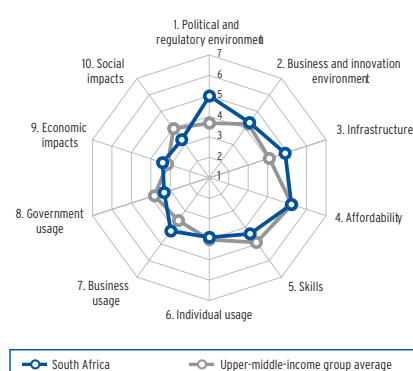 1. Political and
regulatory environment
7
10. Social
impacts
6
2. Business and innovation
environment
5
4
9. Economic
impacts
3
3. Infrastructure
2
1
8. Government
usage
4. Affordability
7. Business
usage
5. Skills
6. Individual usage
South Africa
Upper-middle-income group average